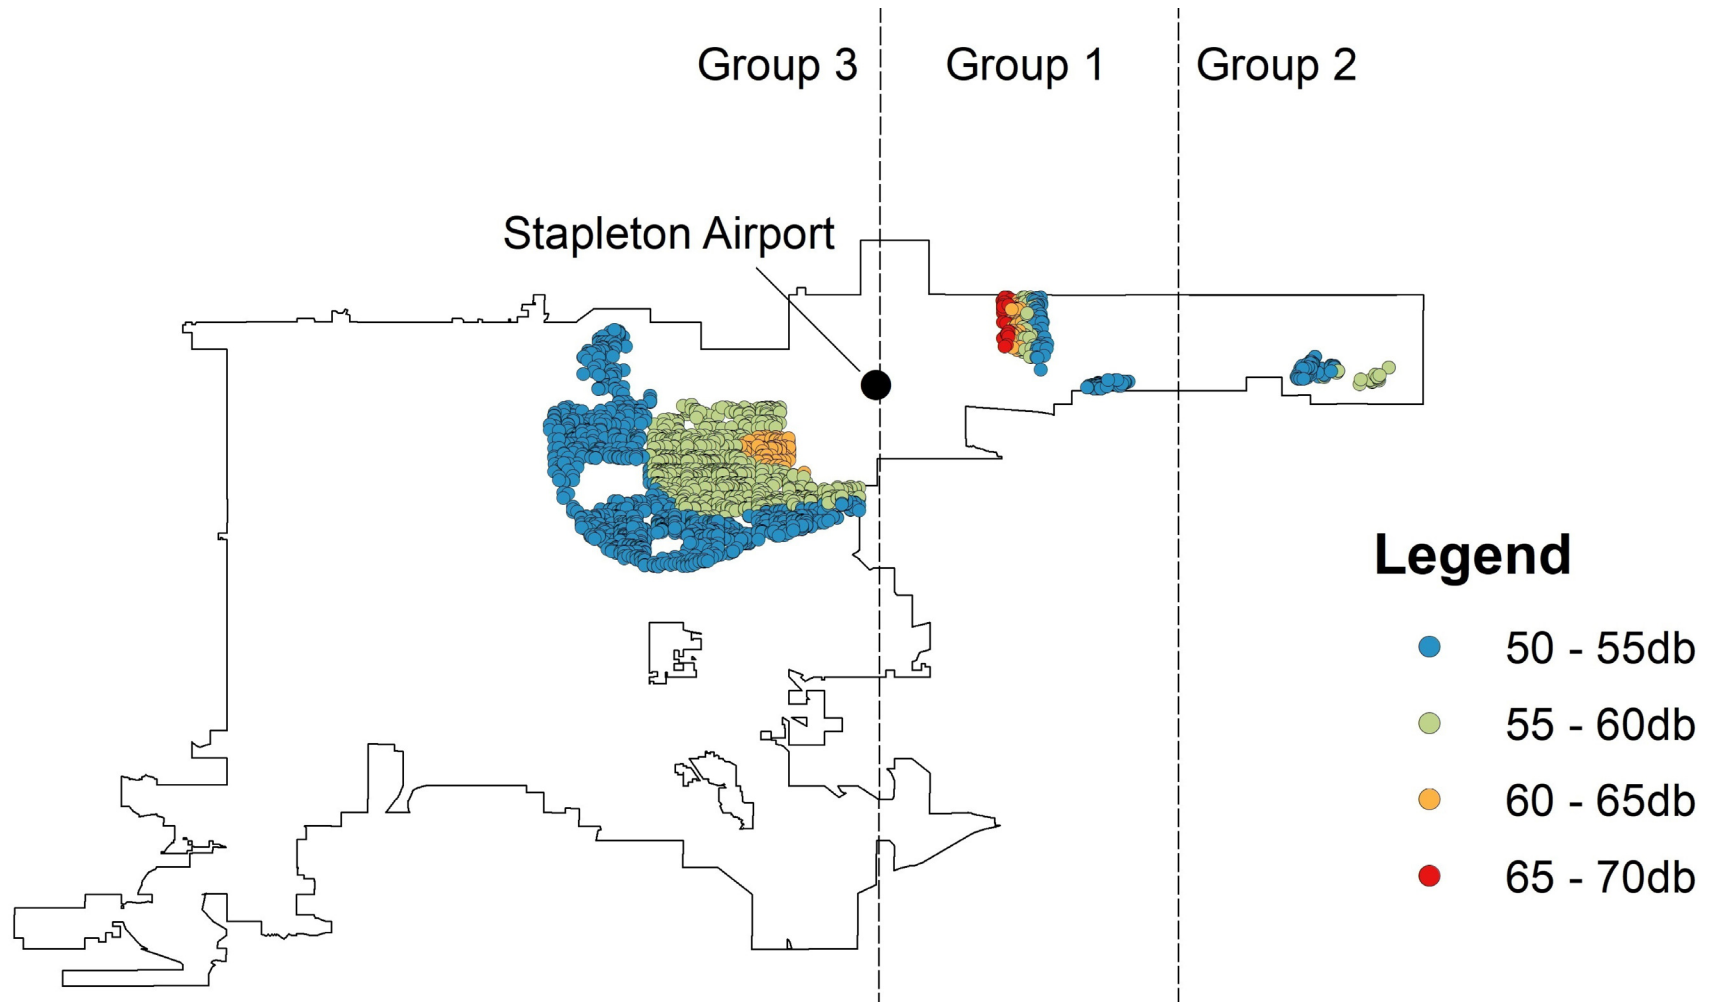 Group 3
Group 1
Group 2
Stapleton Airport
Legend
50 - 55db
55 - 60db
60 - 65db
65 - 70db